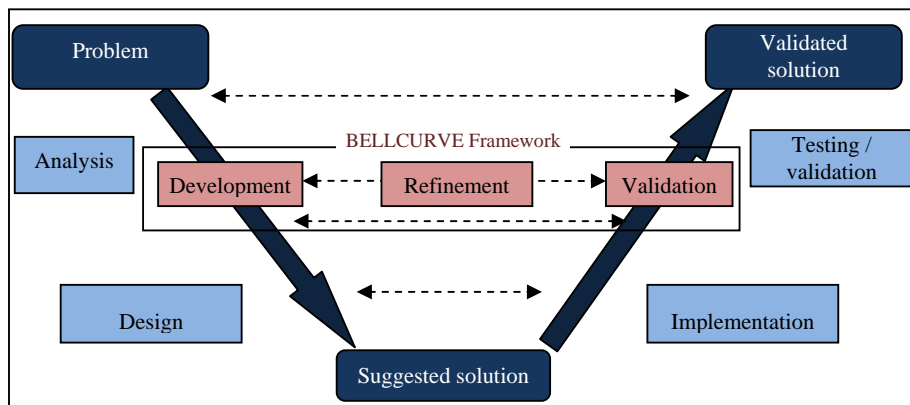 Problem
Validated
solution
BELLCURVE Framework
Analysis
Testing /
validation
Development
Refinement
Validation
Design
Implementation
Suggested solution